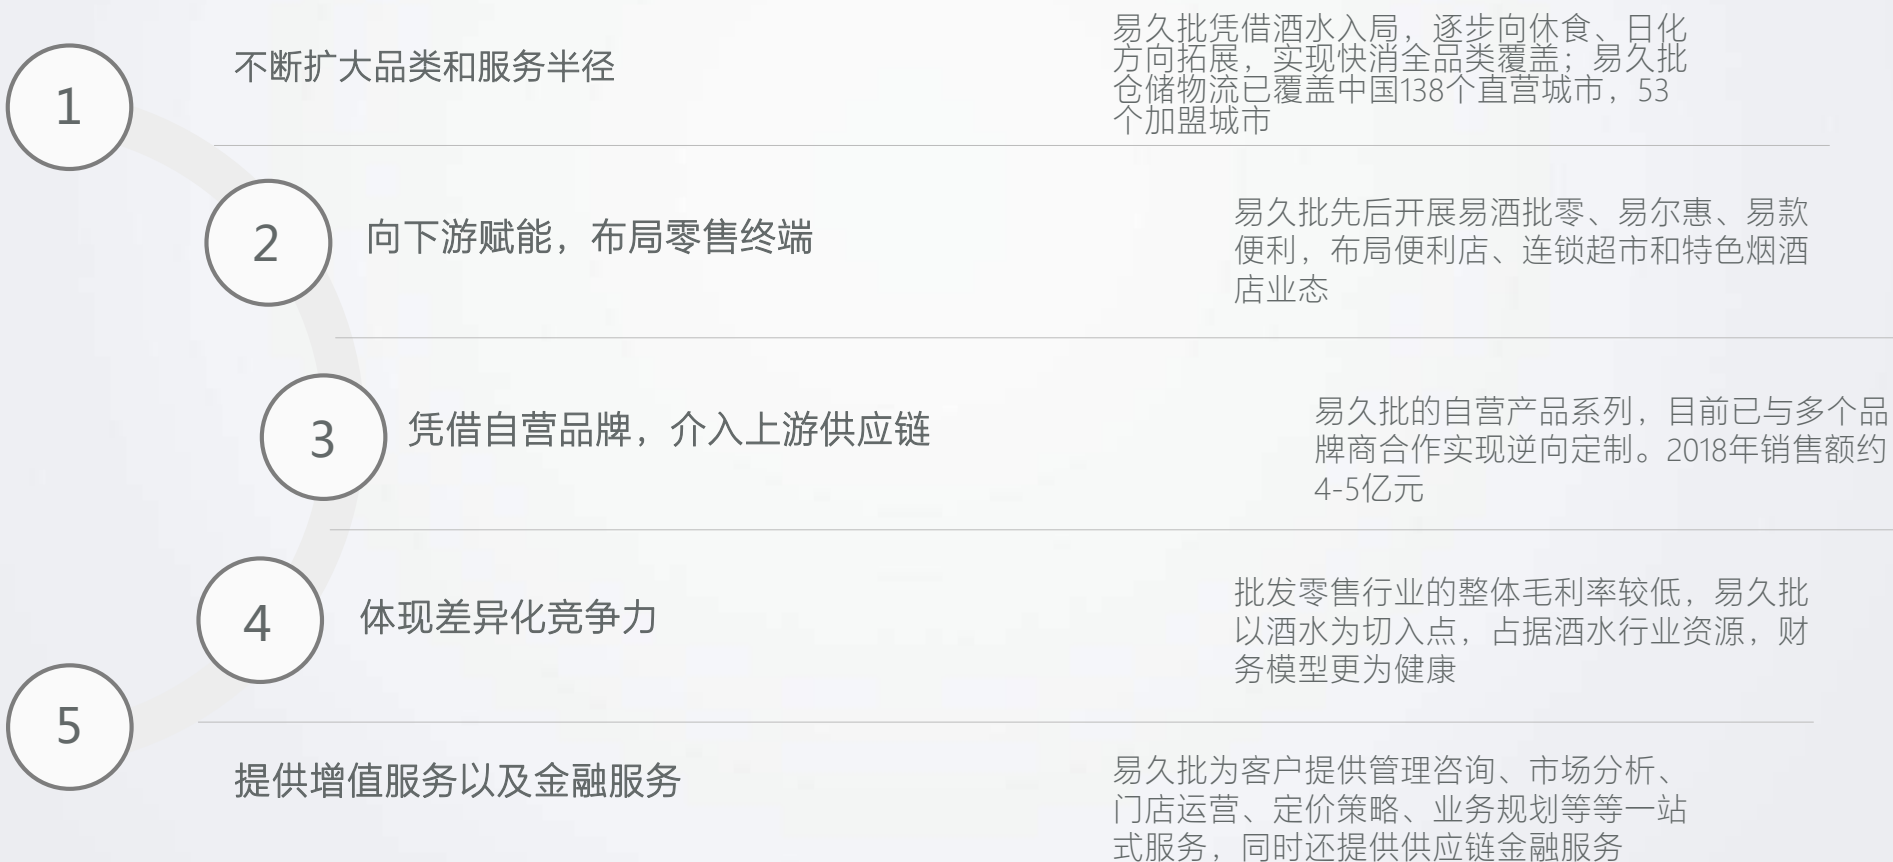 1
不断扩大品类和服务半径
易久批凭借酒水入局，逐步向休食、日化
方向拓展，实现快消全品类覆盖；易久批
仓储物流已覆盖中国138个直营城市，53
个加盟城市
2
向下游赋能，布局零售终端
易久批先后开展易酒批零、易尔惠、易款
便利，布局便利店、连锁超市和特色烟酒
店业态
3
凭借自营品牌，介入上游供应链
易久批的自营产品系列，目前已与多个品
牌商合作实现逆向定制。2018年销售额约
4-5亿元
4
体现差异化竞争力
批发零售行业的整体毛利率较低，易久批
以酒水为切入点，占据酒水行业资源，财
务模型更为健康
5
提供增值服务以及金融服务
易久批为客户提供管理咨询、市场分析、
门店运营、定价策略、业务规划等等一站
式服务，同时还提供供应链金融服务